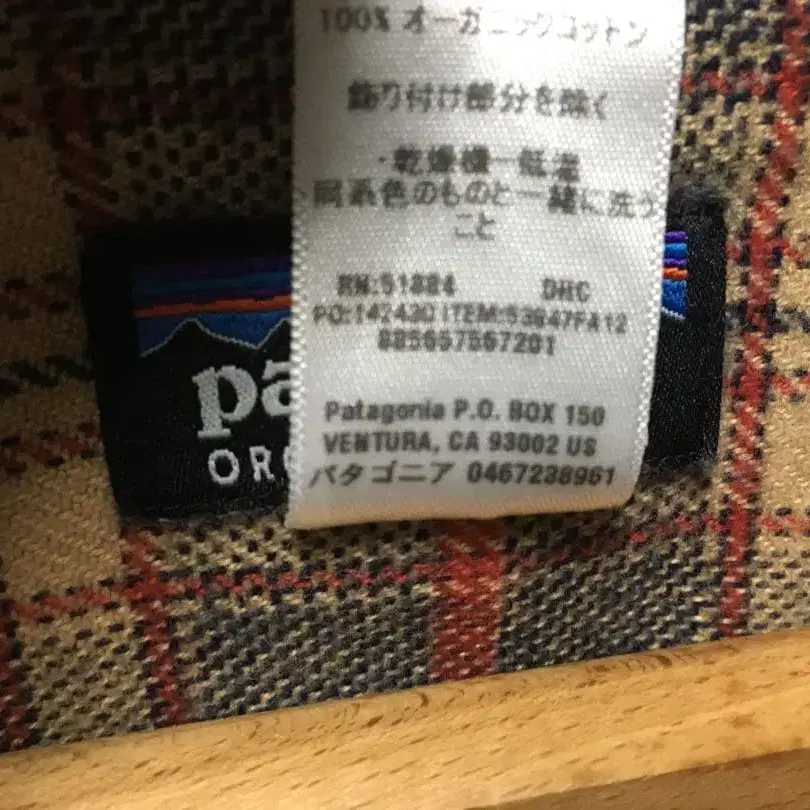 100% オーガニックコットン
飾り付け部分を除く
・乾燥機ー低温
同系色のものと一緒に洗う
こと
RN:51884 DHC
PO:142430 ITEM:53847FA12
885657567201
Patagonia P.O. BOX 150
VENTURA, CA 93002 US
パタゴニア 0467238961
pa
ORG